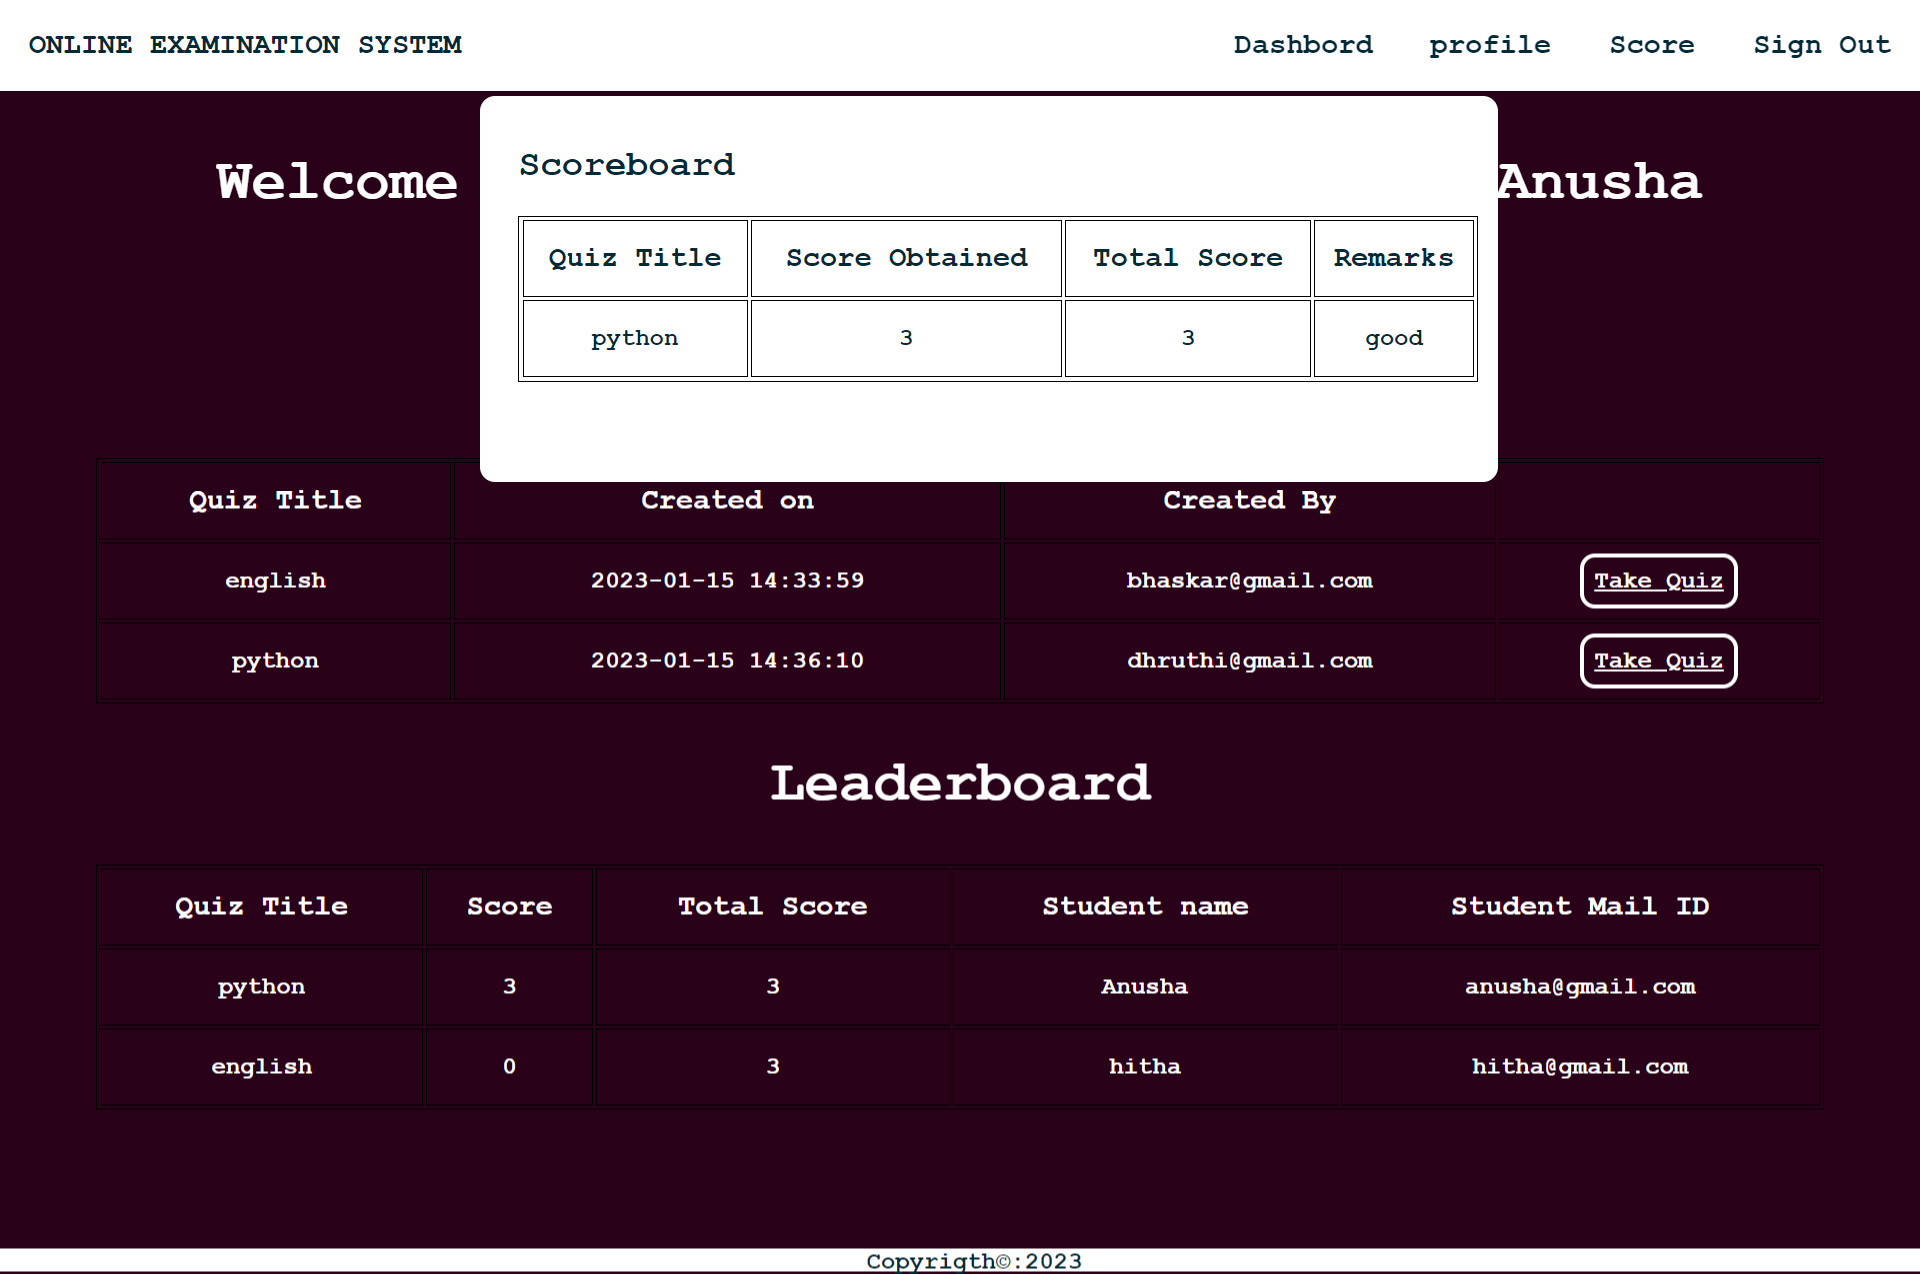 ONLINE EXAMINATION SYSTEM Dashbord profile Score Sign Out
Welcome Anusha
Scoreboard
Quiz Title Score Obtained Total Score Remarks
python 3 3 good
Quiz Title Created on Created By
english 2023-01-15 14:33:59 bhaskar@gmail.com Take Quiz
python 2023-01-15 14:36:10 dhruthi@gmail.com Take Quiz
Leaderboard
Quiz Title Score Total Score Student name Student Mail ID
python 3 3 Anusha anusha@gmail.com
english 0 3 hitha hitha@gmail.com
Copyrigth©:2023